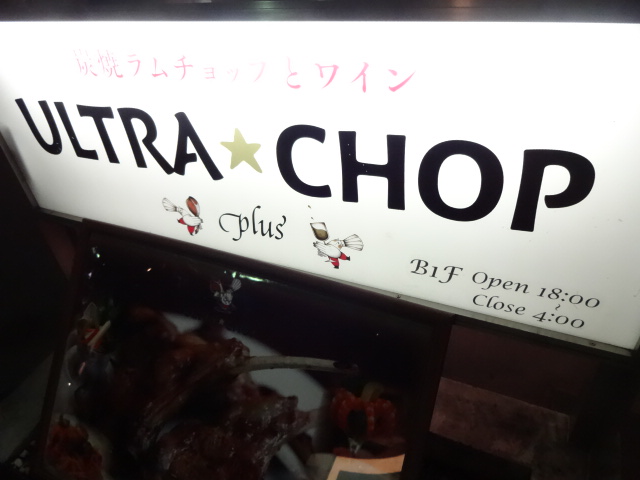 炭焼ラムチョップとワイン
ULTRA★CHOP
plus
B1F Open 18:00
~
Close 4:00